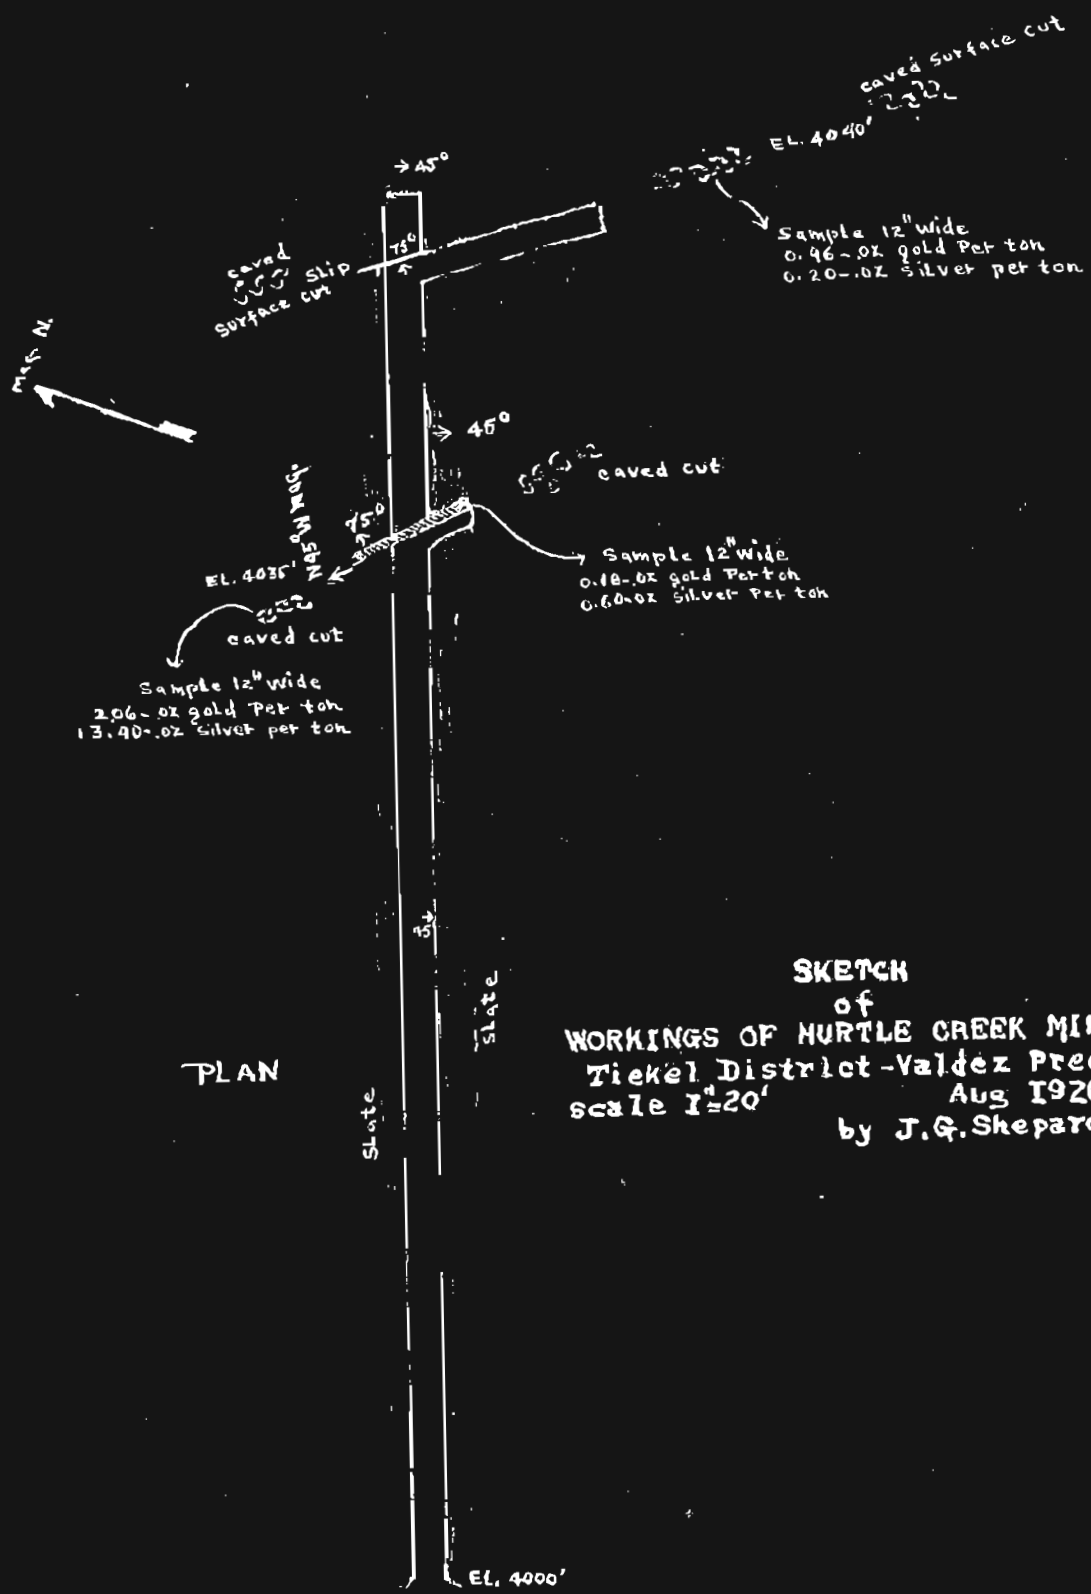 caved surface cut
EL. 4040'
→ 45°
Sample 12" wide
0.96-.oz gold Per ton
0.20-.oz Silver per ton
75°
caved
Slip
Surface cut
Mag N.
45°
caved cut
75°
N45°W Mag.
EL. 4035'
Sample 12" wide
0.18-.oz gold Per ton
0.60-oz Silver Per ton
caved cut
Sample 12" wide
2.06-.oz gold Per ton
13.40-.oz Silver per ton
75
Slate
Slate
PLAN
SKETCH
of
WORKINGS OF HURTLE CREEK
Tiekel District-Valdez
scale 1"=20' Aug
by J.G.
EL. 4000'